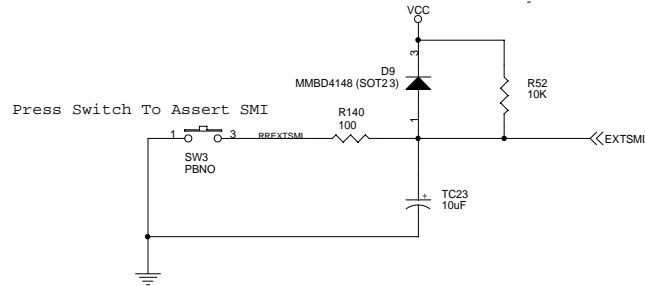 VCC
3
D9
MMBD4148 (SOT23)
R52
10K
Press Switch To Assert SMI
1
R140
100
1
3
RREXTSMI
EXTSMI
SW3
PBNO
+
TC23
10uF